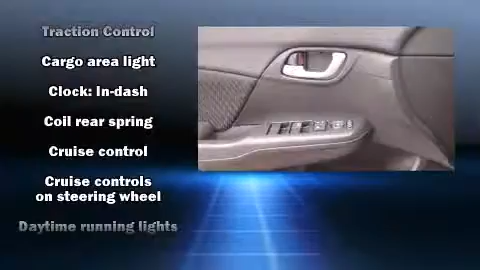 Traction Control
Cargo area light
Clock: In-dash
Coil rear spring
Cruise control
Cruise controls
on steering wheel
Daytime running lights